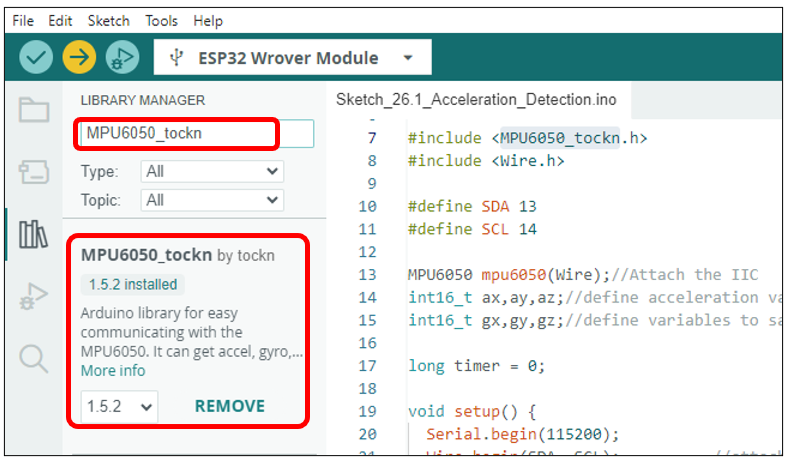 File Edit Sketch Tools Help
ESP32 Wrover Module
LIBRARY MANAGER
MPU6050_tockn
Type: All
Topic: All
MPU6050_tockn by tockn
1.5.2 installed
Arduino library for easy
communicating with the
MPU6050. It can get accel, gyro,...
More info
1.5.2 REMOVE
Sketch_26.1_Acceleration_Detection.ino
7 #include <MPU6050_tockn.h>
8 #include <Wire.h>
9
10 #define SDA 13
11 #define SCL 14
12
13 MPU6050 mpu6050(Wire);//Attach the IIC
14 int16_t ax,ay,az;//define acceleration va
15 int16_t gx,gy,gz;//define variables to sa
16
17 long timer = 0;
18
19 void setup() {
20 Serial.begin(115200);